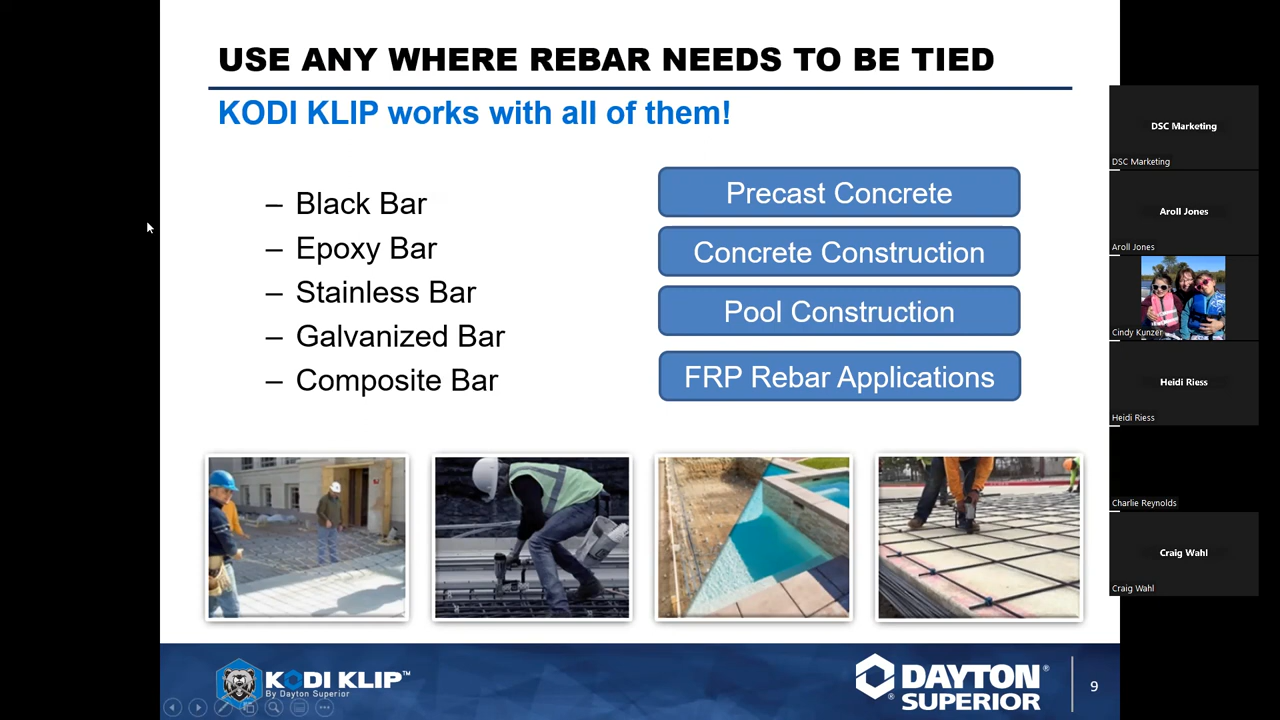 USE ANY WHERE REBAR NEEDS TO BE TIED
KODI KLIP works with all of them!
– Black Bar
– Epoxy Bar
– Stainless Bar
– Galvanized Bar
– Composite Bar
Precast Concrete
Concrete Construction
Pool Construction
FRP Rebar Applications
KODI KLIP™
By Dayton Superior
DAYTON
SUPERIOR®
®
9
DSC Marketing
DSC Marketing
Aroll Jones
Aroll Jones
Cindy Kunzer
Heidi Riess
Heidi Riess
Charlie Reynolds
Craig Wahl
Craig Wahl